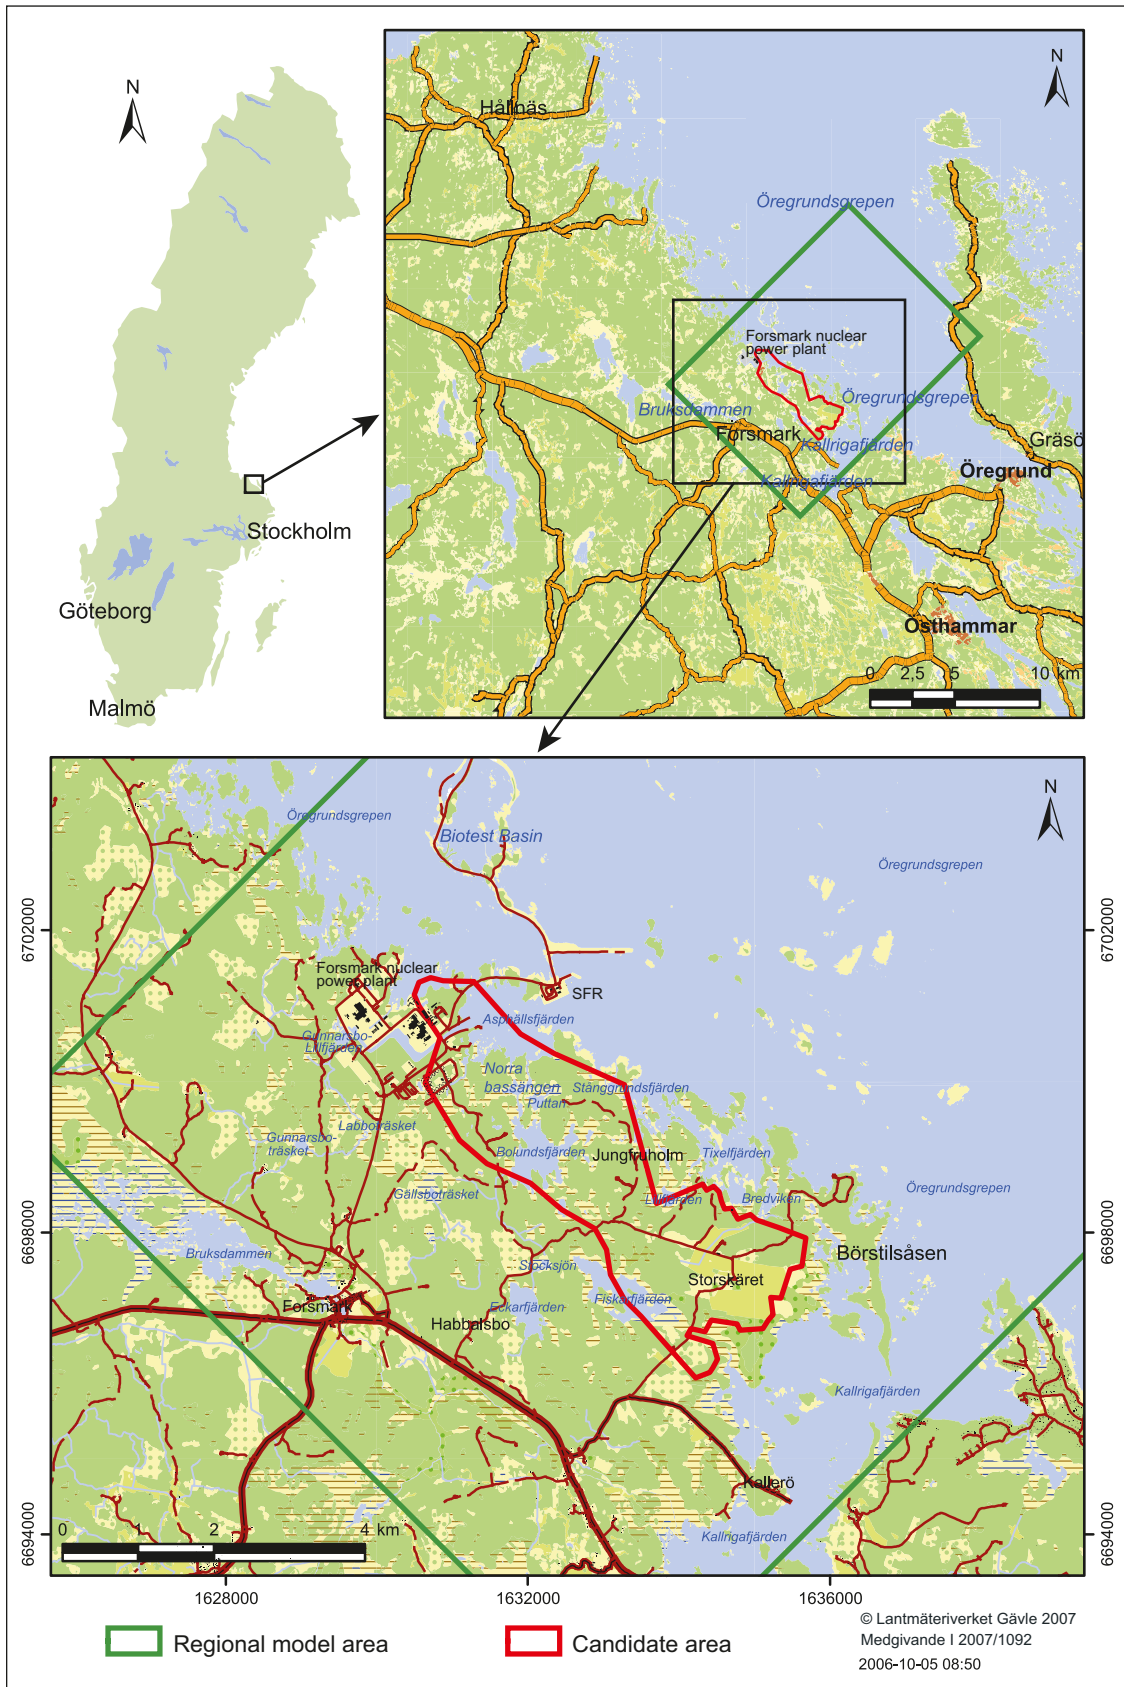 N
Stockholm
Göteborg
Malmö
N
Hållnäs
Öregrundsgrepen
Forsmark nuclear
power plant
Öregrundsgrepen
Bruksdammen
Forsmark
Kallrigafjärden
Gräsö
Öregrund
Kallrigafjärden
Östhammar
0 2,5 5 10 km
N
Öregrundsgrepen
Biotest Basin
Öregrundsgrepen
6702000
6702000
Forsmark nuclear
power plant
SFR
Asphällsfjärden
Gunnarsbo-
Lillfjärden
Norra
bassängen
Stånggrundsfjärden
Puttan
Labboträsket
Gunnarsbo-
träsket
Bolundsfjärden
Jungfruholm
Tixelfjärden
Gällsboträsket
Lillfjärden
Bredviken
Öregrundsgrepen
6698000
6698000
Bruksdammen
Börstilsåsen
Stocksjön
Storskäret
Forsmark
Eckarfjärden
Fiskarfjärden
Habbalsbo
Kallrigafjärden
Kallerö
Kallrigafjärden
6694000
6694000
0 1 2 4 km
1628000
1632000
1636000
Regional model area
Candidate area
© Lantmäteriverket Gävle 2007
Medgivande I 2007/1092
2006-10-05 08:50